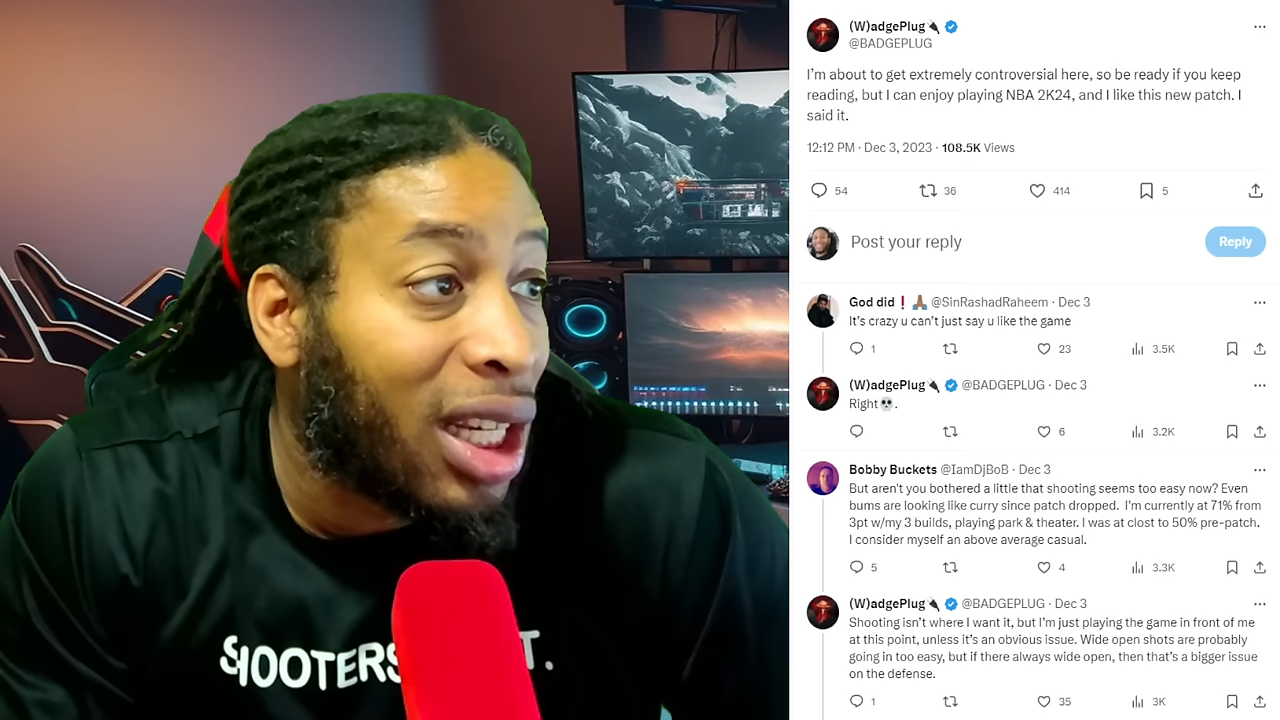 (W)adgePlug🔌
@BADGEPLUG
I'm about to get extremely controversial here, so be ready if you keep
reading, but I can enjoy playing NBA 2K24, and I like this new patch. I
said it.
12:12 PM · Dec 3, 2023 · 108.5K Views
54 36 414 5
Post your reply Reply
God did❗🙏🏽 @SinRashadRaheem · Dec 3
It's crazy u can't just say u like the game
1 23 3.5K
(W)adgePlug🔌 @BADGEPLUG · Dec 3
Right💀.
6 3.2K
Bobby Buckets @IamDjBoB · Dec 3
But aren't you bothered a little that shooting seems too easy now? Even
bums are looking like curry since patch dropped. I'm currently at 71% from
3pt w/my 3 builds, playing park & theater. I was at clost to 50% pre-patch.
I consider myself an above average casual.
5 4 3.3K
(W)adgePlug🔌 @BADGEPLUG · Dec 3
Shooting isn't where I want it, but I'm just playing the game in front of me
at this point, unless it's an obvious issue. Wide open shots are probably
going in too easy, but if there always wide open, then that's a bigger issue
on the defense.
1 35 3K
SHOOTERS T.